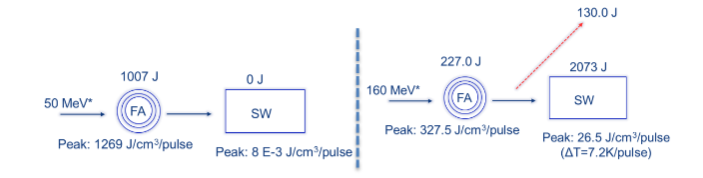 1007 J
0 J
50 MeV*
FA
SW
Peak: 1269 J/cm³/pulse
Peak: 8 E-3 J/cm³/pulse
130.0 J
227.0 J
2073 J
160 MeV*
FA
SW
Peak: 327.5 J/cm³/pulse
Peak: 26.5 J/cm³/pulse
(ΔT=7.2K/pulse)